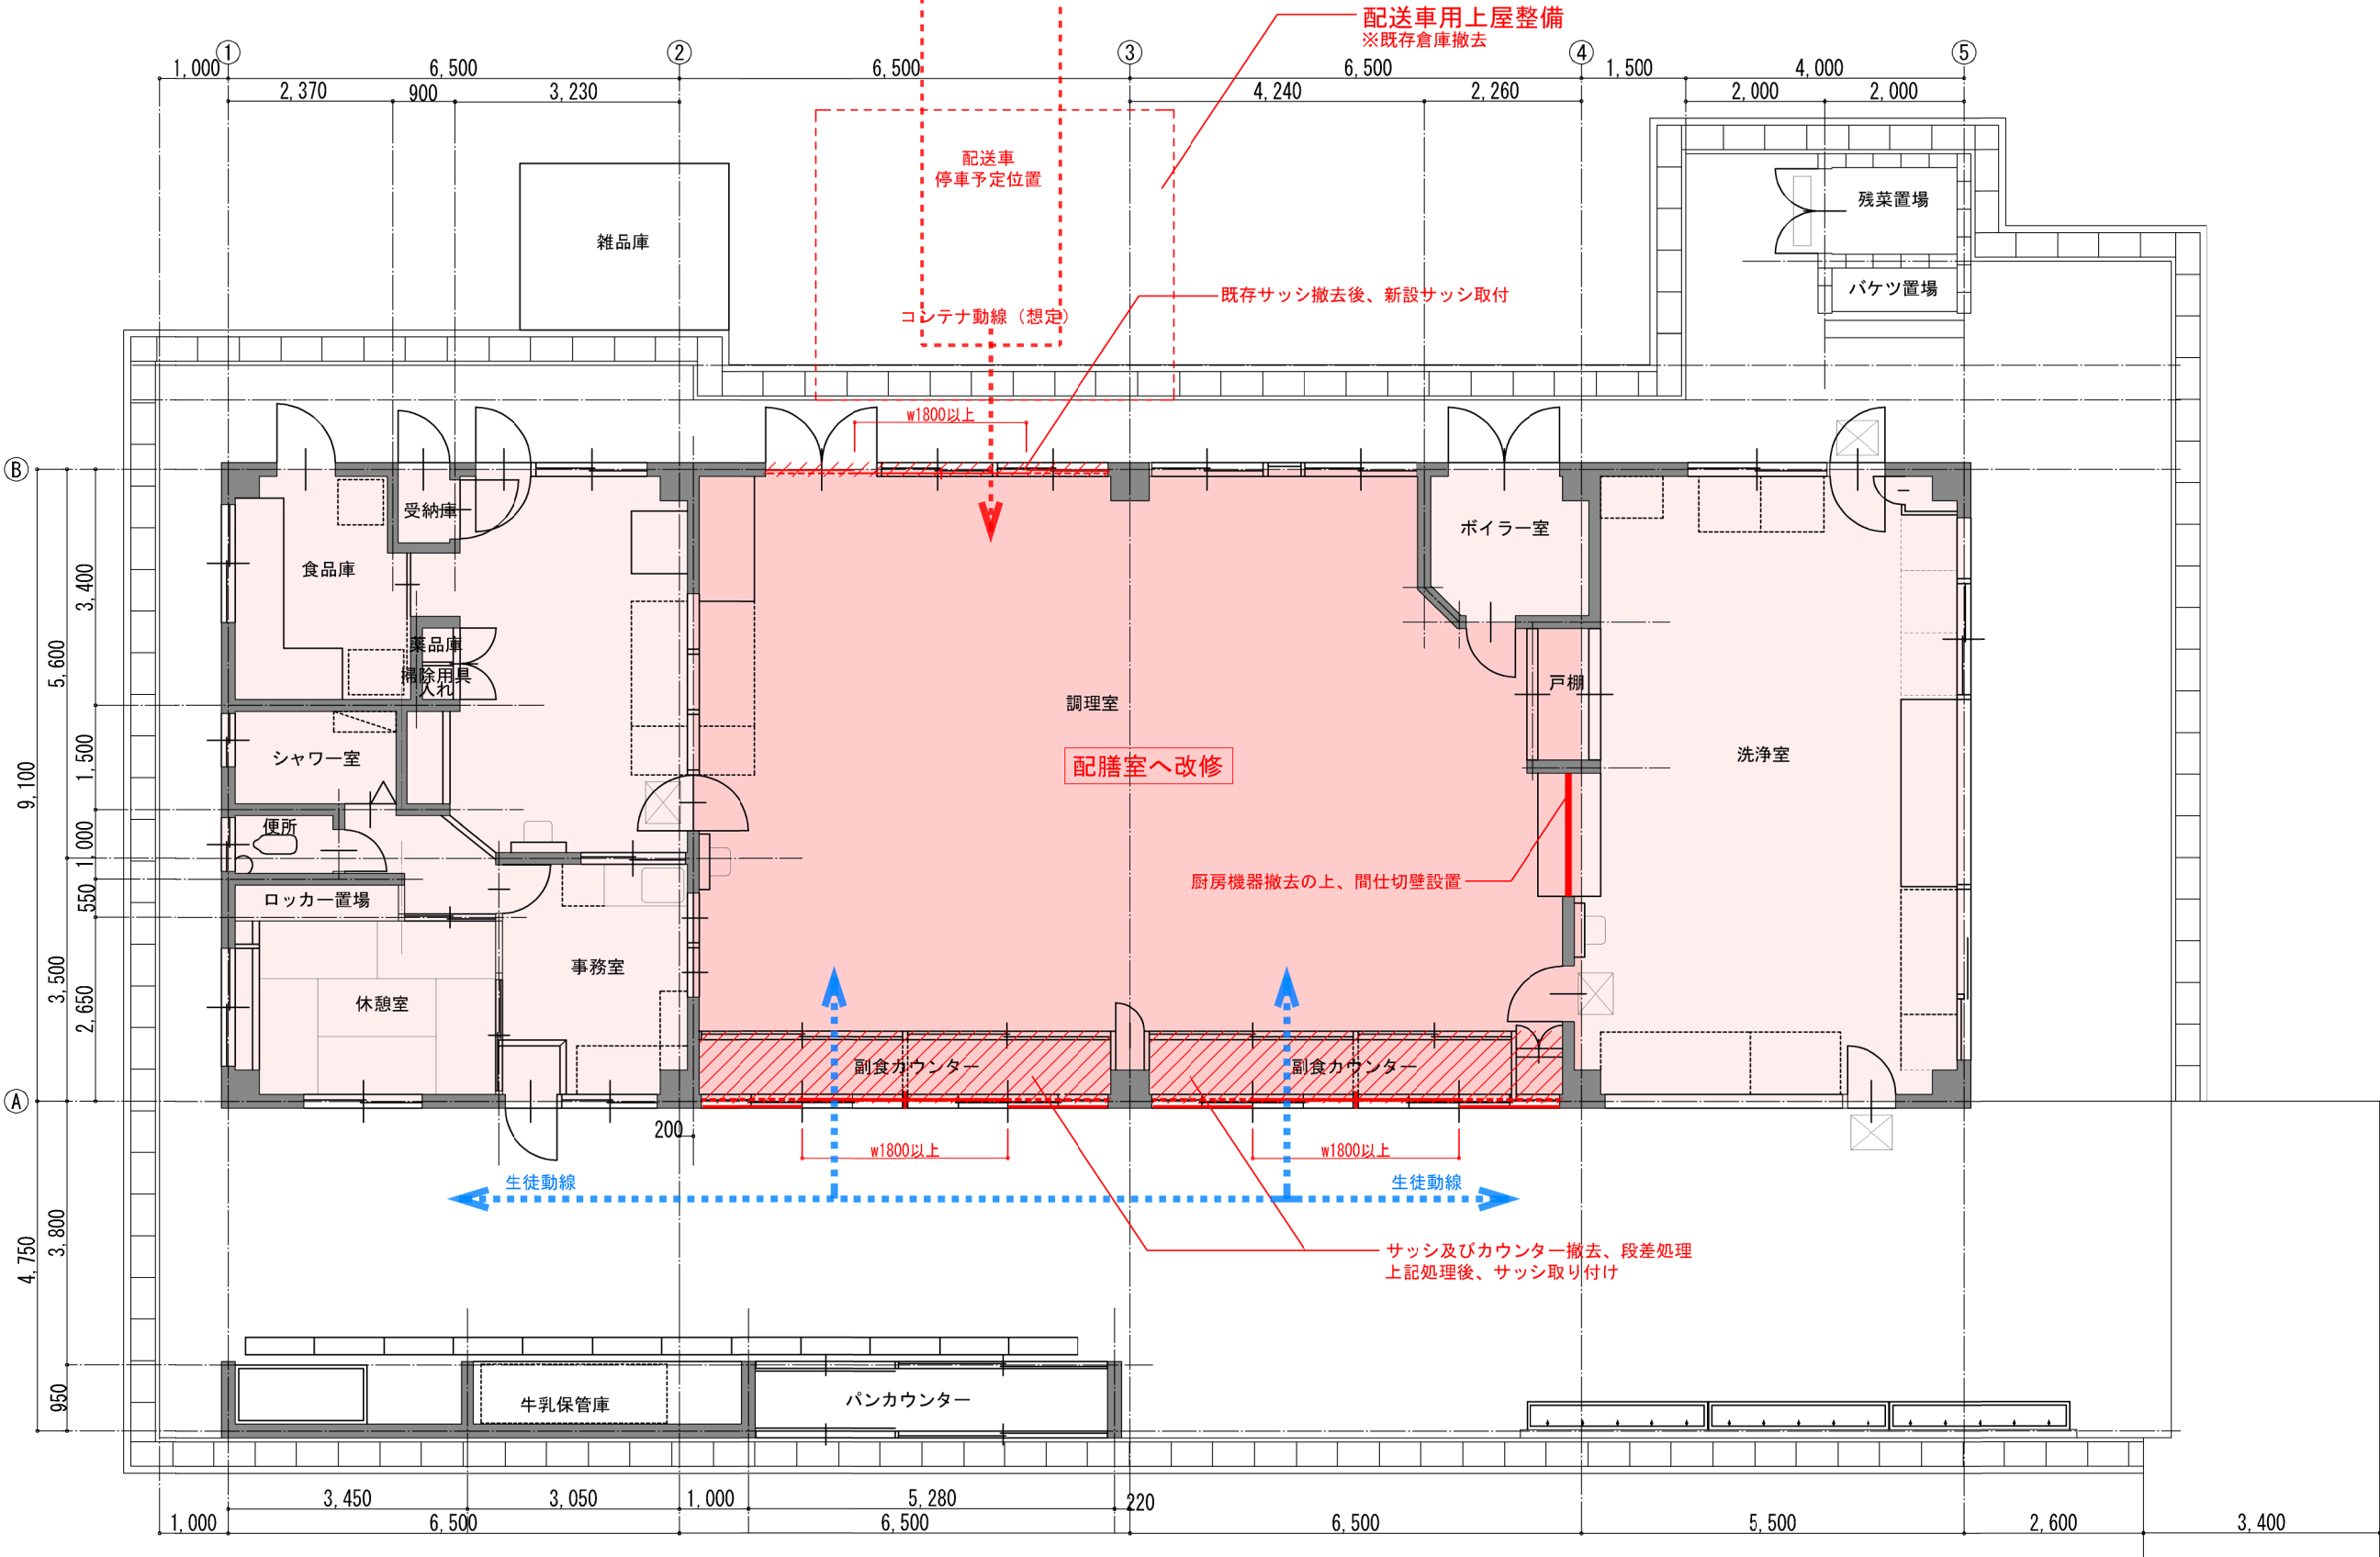 配送車用上屋整備
※既存倉庫撤去
① ② ③ ④ ⑤
1,000 6,500 6,500 6,500 1,500 4,000
2,370 900 3,230 4,240 2,260 2,000 2,000
配送車
停車予定位置
残菜置場
雑品庫
バケツ置場
既存サッシ撤去後、新設サッシ取付
コンテナ動線（想定）
w1800以上
Ⓑ
受納庫
ボイラー室
食品庫
3,400
薬品庫
掃除用具
入れ
5,600
戸棚
調理室
シャワー室
洗浄室
1,500
配膳室へ改修
9,100
便所
1,000
厨房機器撤去の上、間仕切壁設置
550
ロッカー置場
事務室
3,500
休憩室
2,650
副食カウンター
副食カウンター
Ⓐ
200
w1800以上
w1800以上
生徒動線
生徒動線
3,800
4,750
サッシ及びカウンター撤去、段差処理
上記処理後、サッシ取り付け
950
牛乳保管庫
パンカウンター
3,450 3,050 1,000 5,280 220
1,000 6,500 6,500 6,500 5,500 2,600 3,400